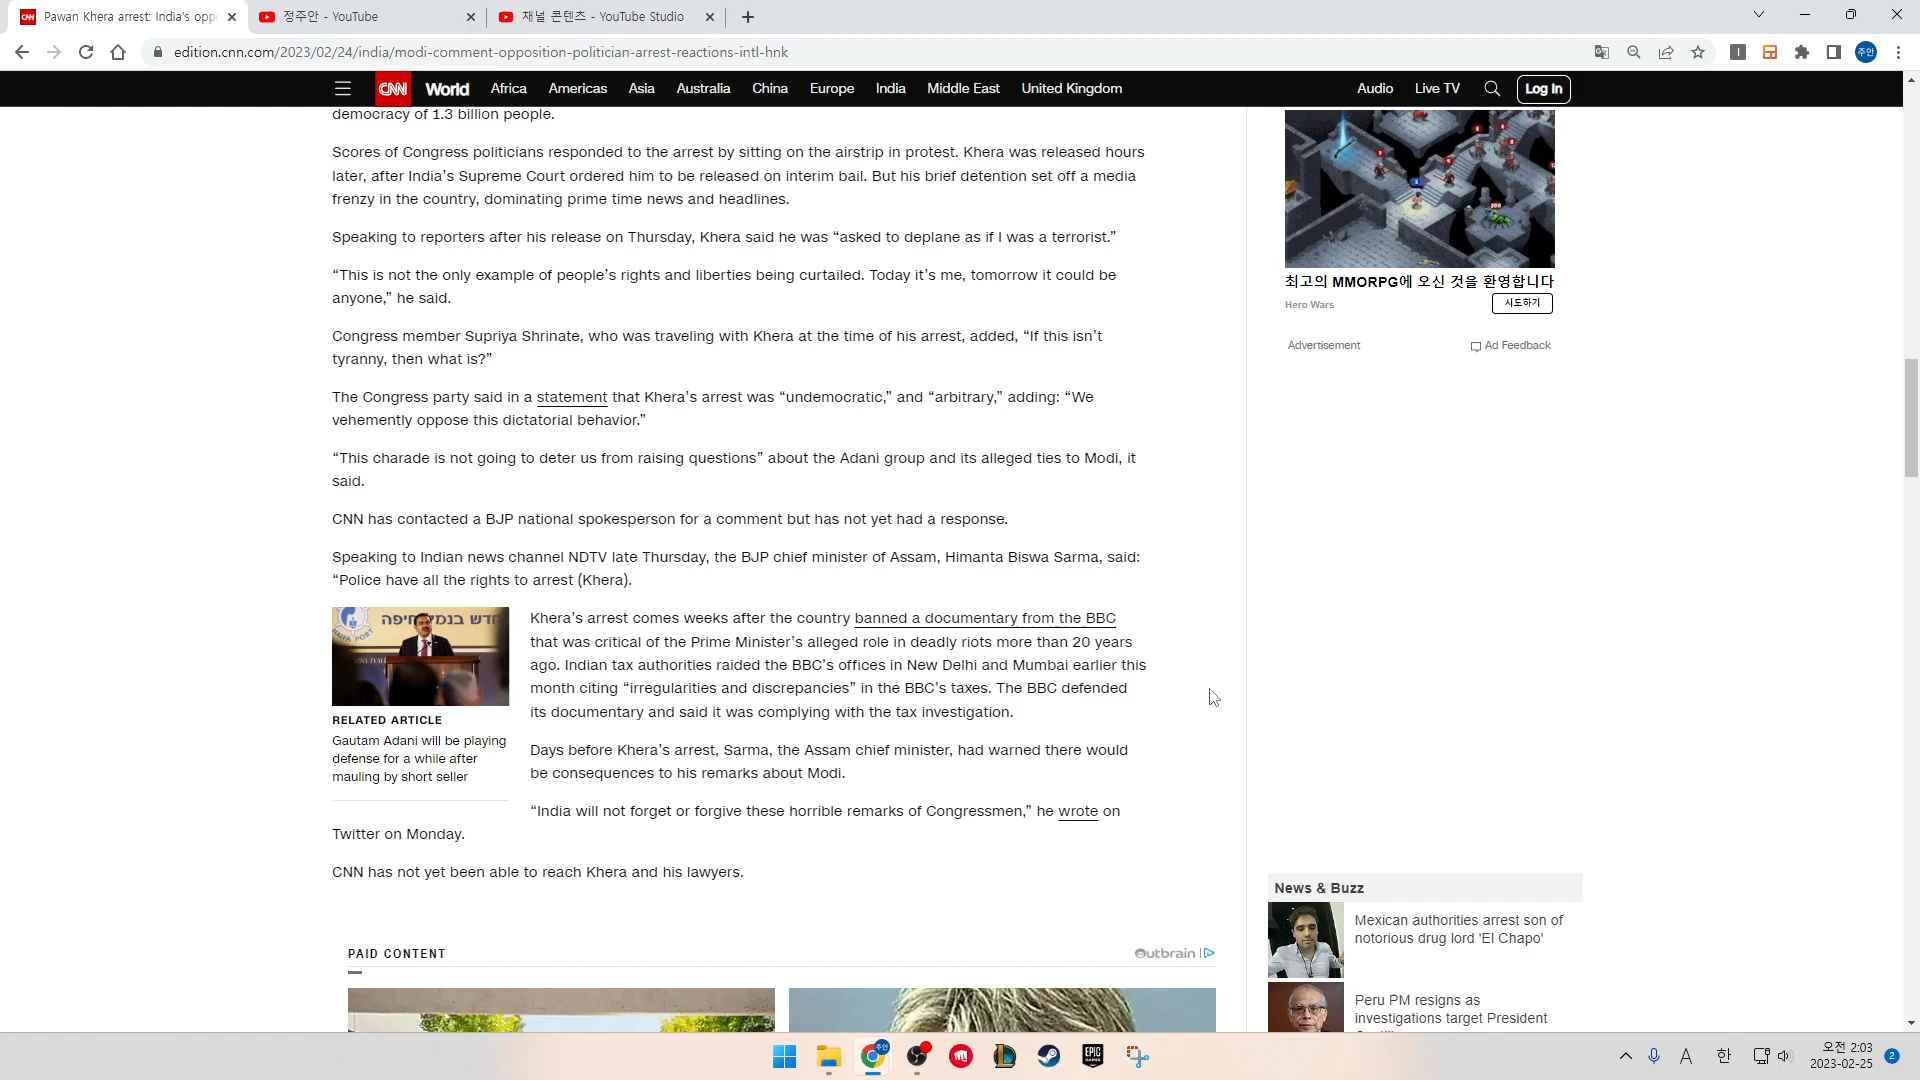 Pawan Khera arrest: India's oppo
정주안 - YouTube
채널 콘텐츠 - YouTube Studio
edition.cnn.com/2023/02/24/india/modi-comment-opposition-politician-arrest-reactions-intl-hnk
주안
CNN World Africa Americas Asia Australia China Europe India Middle East United Kingdom Audio Live TV Log In
democracy of 1.3 billion people.
Scores of Congress politicians responded to the arrest by sitting on the airstrip in protest. Khera was released hours
later, after India's Supreme Court ordered him to be released on interim bail. But his brief detention set off a media
frenzy in the country, dominating prime time news and headlines.
Speaking to reporters after his release on Thursday, Khera said he was “asked to deplane as if I was a terrorist.”
“This is not the only example of people's rights and liberties being curtailed. Today it's me, tomorrow it could be
anyone,” he said.
Congress member Supriya Shrinate, who was traveling with Khera at the time of his arrest, added, “If this isn't
tyranny, then what is?”
The Congress party said in a statement that Khera's arrest was “undemocratic,” and “arbitrary,” adding: “We
vehemently oppose this dictatorial behavior.”
“This charade is not going to deter us from raising questions” about the Adani group and its alleged ties to Modi, it
said.
CNN has contacted a BJP national spokesperson for a comment but has not yet had a response.
Speaking to Indian news channel NDTV late Thursday, the BJP chief minister of Assam, Himanta Biswa Sarma, said:
“Police have all the rights to arrest (Khera).
HAIFA PORT
RELATED ARTICLE
Gautam Adani will be playing
defense for a while after
mauling by short seller
Khera's arrest comes weeks after the country banned a documentary from the BBC
that was critical of the Prime Minister's alleged role in deadly riots more than 20 years
ago. Indian tax authorities raided the BBC's offices in New Delhi and Mumbai earlier this
month citing “irregularities and discrepancies” in the BBC's taxes. The BBC defended
its documentary and said it was complying with the tax investigation.
Days before Khera's arrest, Sarma, the Assam chief minister, had warned there would
be consequences to his remarks about Modi.
“India will not forget or forgive these horrible remarks of Congressmen,” he wrote on
Twitter on Monday.
CNN has not yet been able to reach Khera and his lawyers.
PAID CONTENT
Outbrain
최고의 MMORPG에 오신 것을 환영합니다
Hero Wars
시도하기
Advertisement
Ad Feedback
News & Buzz
Mexican authorities arrest son of
notorious drug lord 'El Chapo'
Peru PM resigns as
investigations target President
EPIC GAMES
A 한
오전 2:03
2023-02-25
2